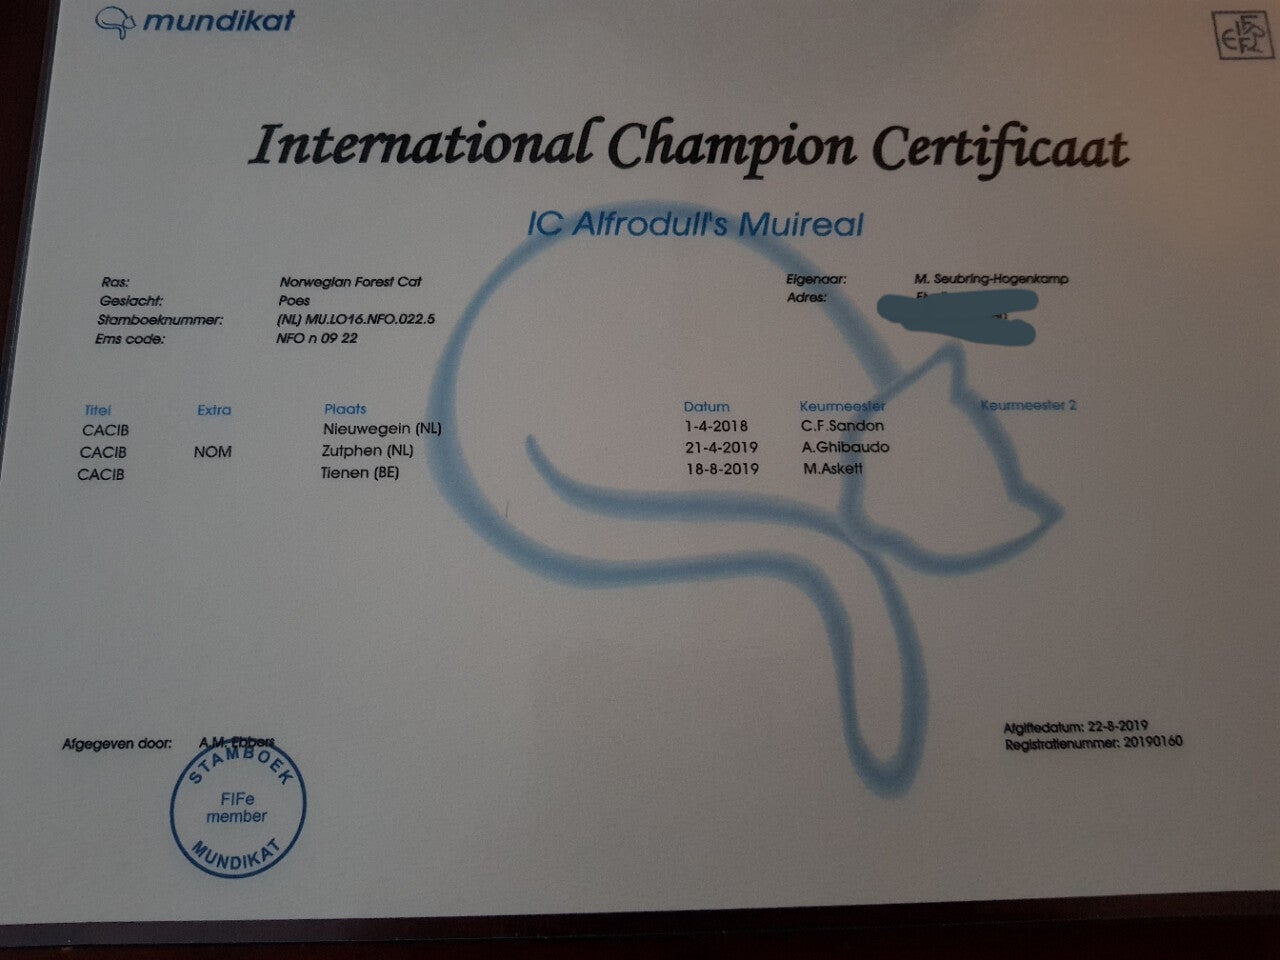 mundikat
FIFe
International Champion Certificaat
IC Alfrodull's Muireal
Ras: Norwegian Forest Cat
Geslacht: Poes
Stamboeknummer: (NL) MU.LO16.NFO.022.5
Ems code: NFO n 09 22
Eigenaar: M. Seubring-Hogenkamp
Adres:
Titel Extra Plaats Datum Keurmeester Keurmeester 2
CACIB Nieuwegein (NL) 1-4-2018 C.F.Sandon
CACIB NOM Zutphen (NL) 21-4-2019 A.Ghibaudo
CACIB Tienen (BE) 18-8-2019 M.Askett
Afgegeven door: A.M. Ebbers
STAMBOEK
FIFe
member
MUNDIKAT
Afgiftedatum: 22-8-2019
Registratienummer: 20190160